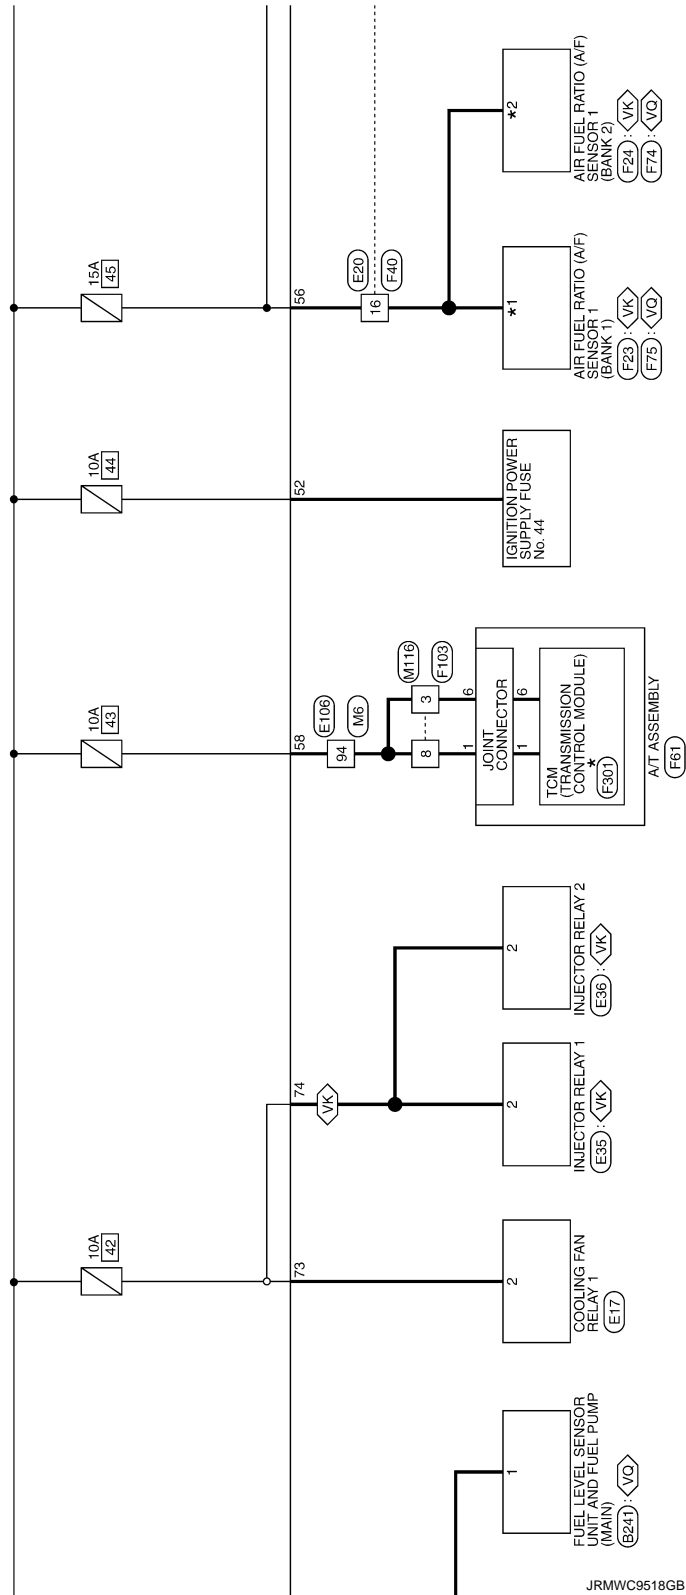 10A
42
10A
43
10A
44
15A
45
73
74
VK
58
94
E106
M6
52
56
16
E20
F40
8
3
M116
F103
1
FUEL LEVEL SENSOR
UNIT AND FUEL PUMP
(MAIN)
B241 : VQ
2
COOLING FAN
RELAY 1
E17
2
INJECTOR RELAY 1
E35 : VK
2
INJECTOR RELAY 2
E36 : VK
1 6
JOINT
CONNECTOR
1 6
TCM
(TRANSMISSION
CONTROL MODULE)
*
F301
A/T ASSEMBLY
F61
IGNITION POWER
SUPPLY FUSE
No. 44
*1
AIR FUEL RATIO (A/F)
SENSOR 1
(BANK 1)
F23 : VK
F75 : VQ
*2
AIR FUEL RATIO (A/F)
SENSOR 1
(BANK 2)
F24 : VK
F74 : VQ
JRMWC9518GB